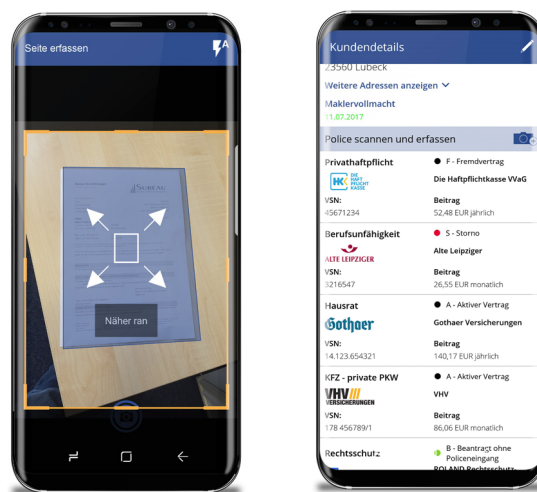 Seite erfassen
A
Näher ran
Kundendetails
23560 Lübeck
Weitere Adressen anzeigen
Maklervollmacht
11.07.2017
Police scannen und erfassen
Privathaftpflicht
F - Fremdvertrag
HK DIE HAFT PFLICHT KASSE
Die Haftpflichtkasse VVaG
VSN:
Beitrag
45671234
52,48 EUR jährlich
Berufsunfähigkeit
S - Storno
ALTE LEIPZIGER
Alte Leipziger
VSN:
Beitrag
3216547
26,55 EUR monatlich
Hausrat
A - Aktiver Vertrag
Gothaer
Gothaer Versicherungen
VSN:
Beitrag
14.123.654321
140,17 EUR jährlich
KFZ - private PKW
A - Aktiver Vertrag
VHV
VERSICHERUNGEN
VHV
VSN:
Beitrag
178 456789/1
86,06 EUR monatlich
Rechtsschutz
B - Beantragt ohne
Policeneingang
ROLAND Rechtsschutz-